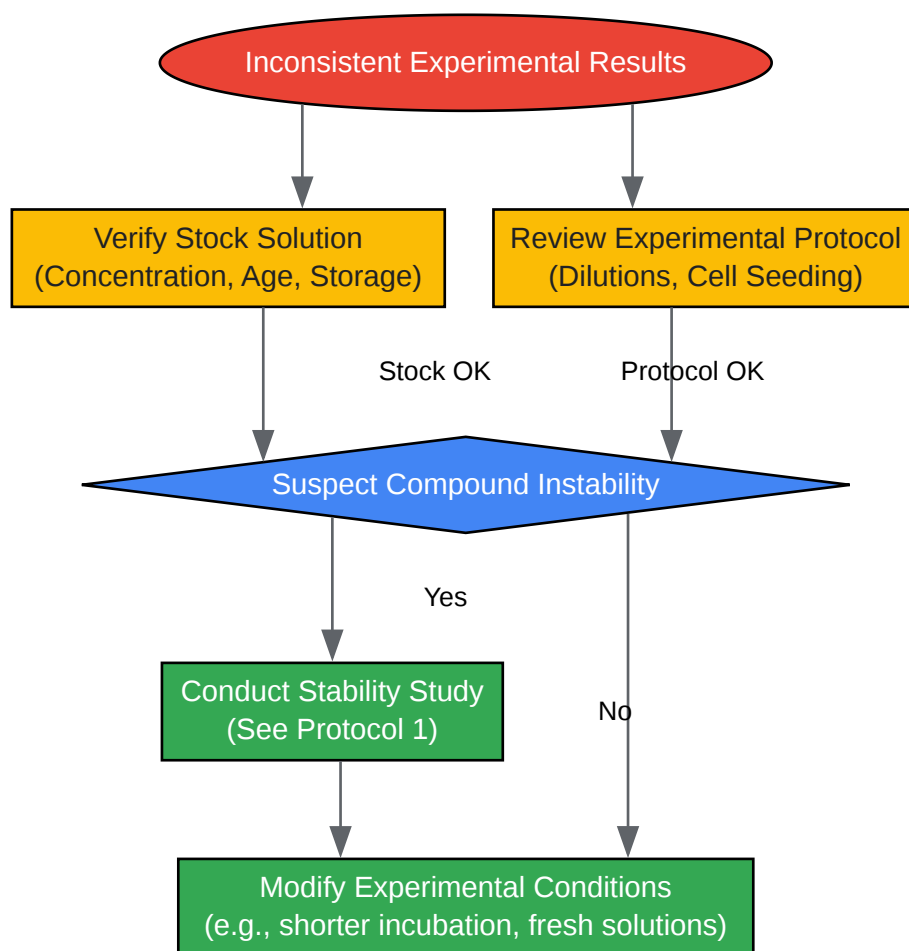 Inconsistent Experimental Results
Verify Stock Solution
(Concentration, Age, Storage)
Review Experimental Protocol
(Dilutions, Cell Seeding)
Stock OK
Protocol OK
Suspect Compound Instability
Yes
Conduct Stability Study
(See Protocol 1)
No
Modify Experimental Conditions
(e.g., shorter incubation, fresh solutions)